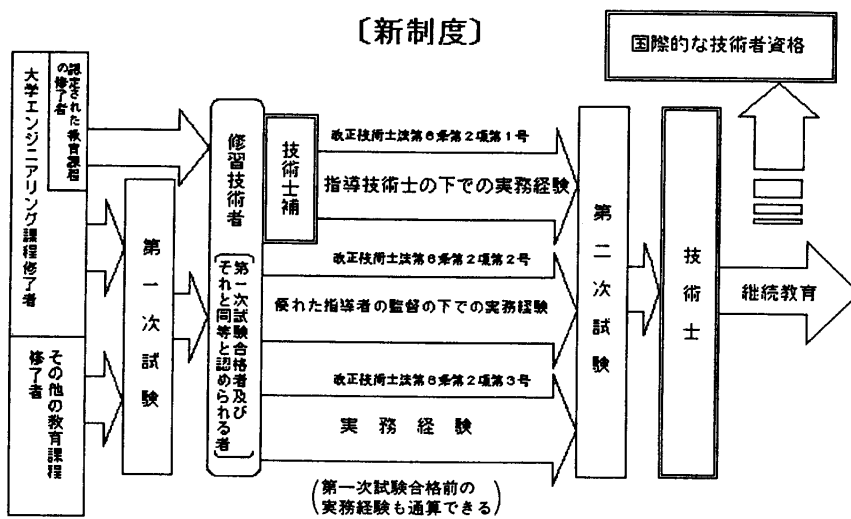 〔新制度〕
国際的な技術者資格
認定された教育課程
の修了者
大学エンジニアリング課程修了者
その他の教育課程
修了者
第一次試験
修習技術者
第一次試験合格者及び
それと同等と認められる者
技術士補
改正技術士法第6条第2項第1号
指導技術士の下での実務経験
改正技術士法第6条第2項第2号
優れた指導者の監督の下での実務経験
改正技術士法第6条第2項第3号
実務経験
(第一次試験合格前の
実務経験も通算できる)
第二次試験
技術士
継続教育